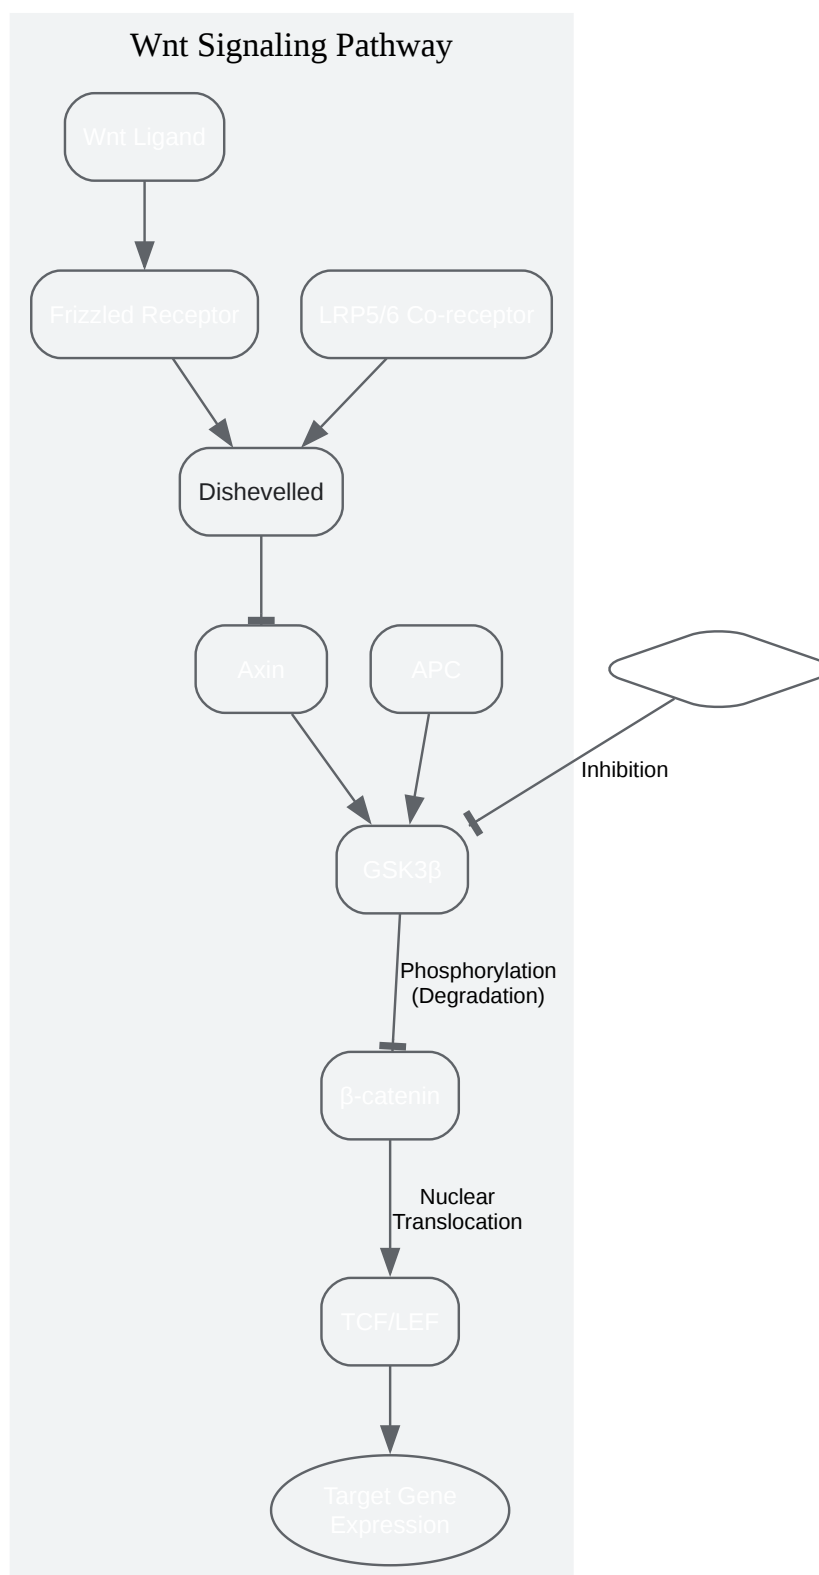 Wnt Signaling Pathway
Wnt Ligand
Frizzled Receptor
LRP5/6 Co-receptor
Dishevelled
Axin
APC
Inhibition
GSK3β
Phosphorylation
(Degradation)
β-catenin
Nuclear
Translocation
TCF/LEF
Target Gene
Expression